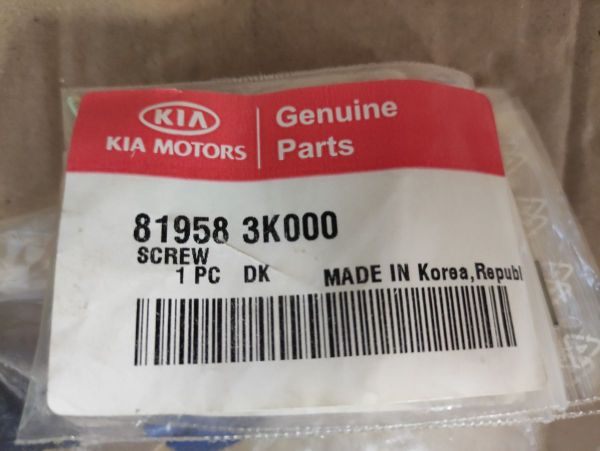 KIA
KIA MOTORS
Genuine
Parts
81958 3K000
SCREW
1 PC DK MADE IN Korea,Republ